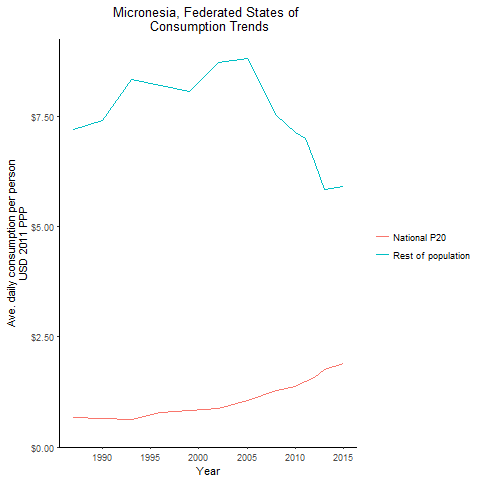 Micronesia, Federated States of
Consumption Trends
Ave. daily consumption per person
USD 2011 PPP
$7.50
$5.00
$2.50
$0.00
1990 1995 2000 2005 2010 2015
Year
National P20
Rest of population